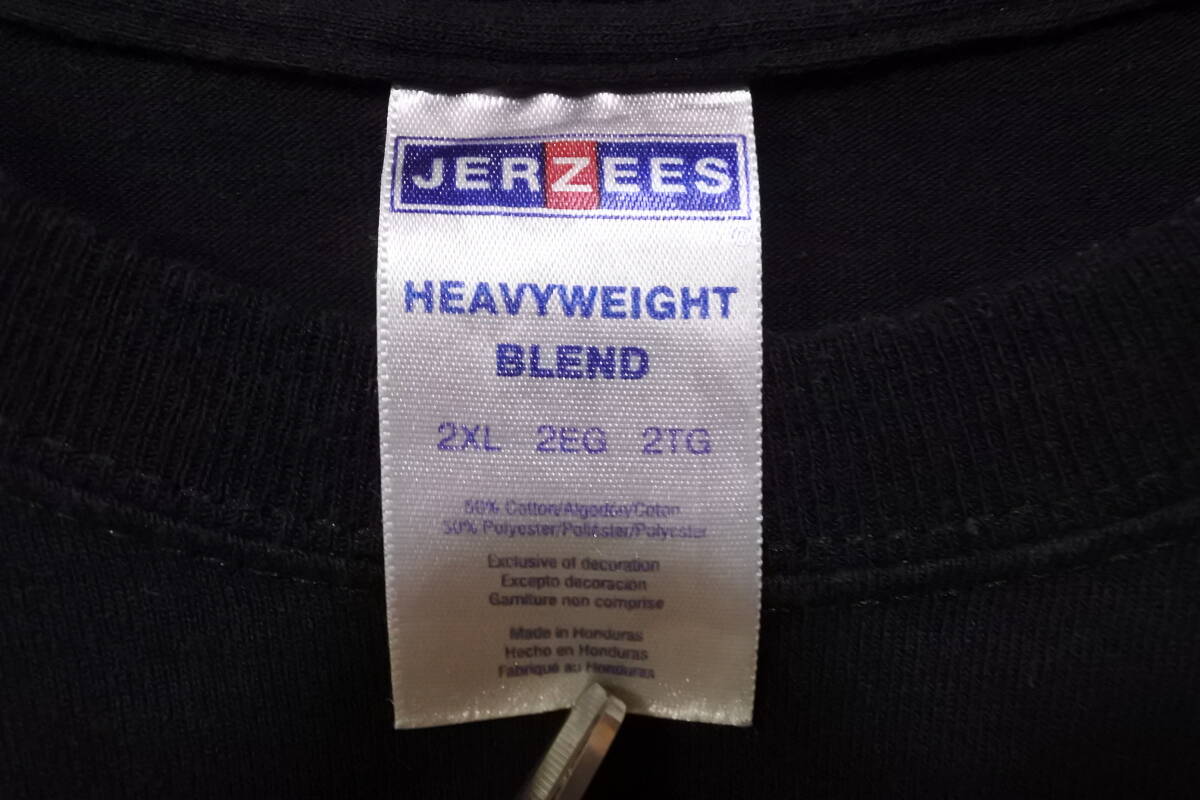 JERZEES
®
HEAVYWEIGHT
BLEND
2XL 2EG 2TG
50% Cotton/Algodón/Coton
50% Polyester/Poliéster/Polyester
Exclusive of decoration
Excepto decoración
Garniture non comprise
Made in Honduras
Hecho en Honduras
Fabriqué au Honduras